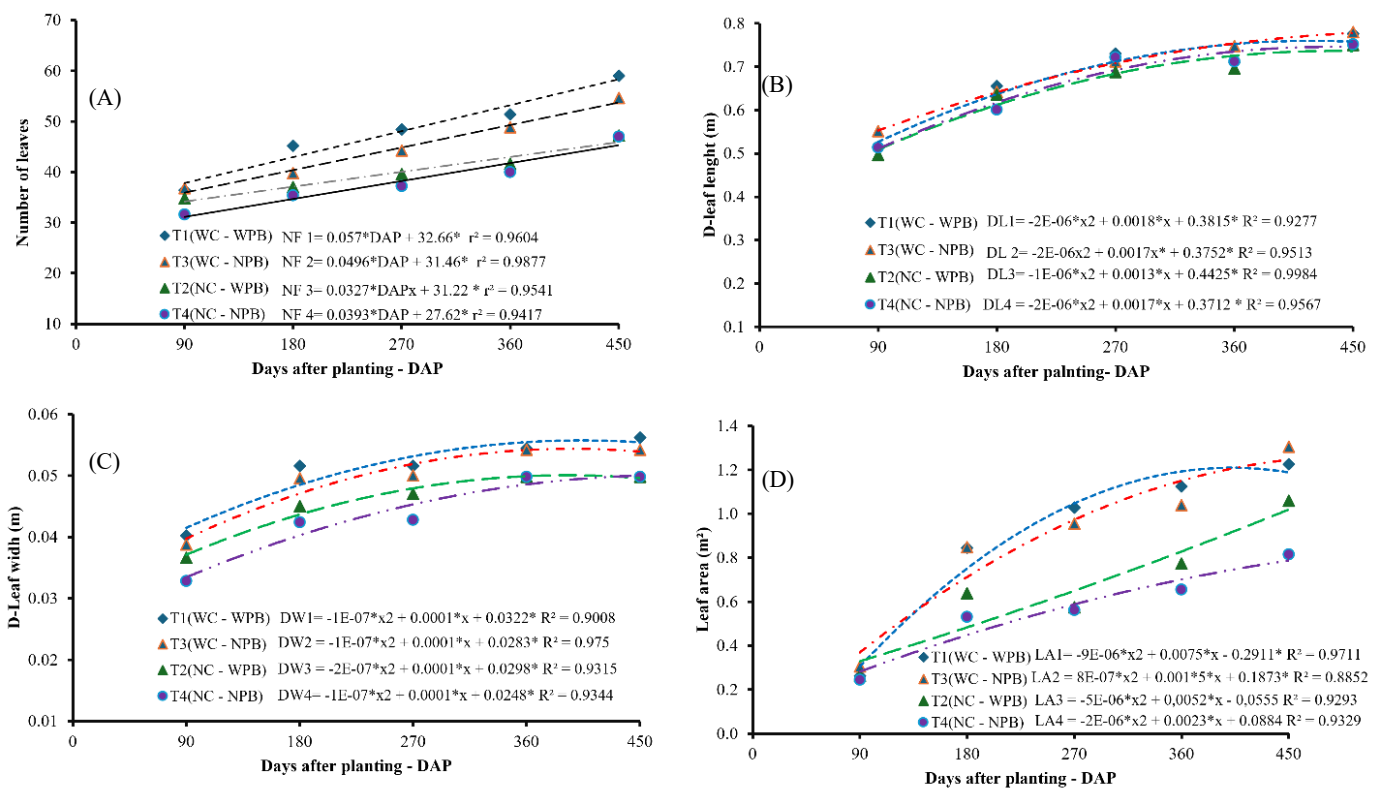 (A)
Number of leaves
70
60
50
40
30
20
10
T1(WC - WPB) NF 1= 0.057*DAP + 32.66* r² = 0.9604
T3(WC - NPB) NF 2= 0.0496*DAP + 31.46* r² = 0.9877
T2(NC - WPB) NF 3= 0.0327*DAPx + 31.22 * r² = 0.9541
T4(NC - NPB) NF 4= 0.0393*DAP + 27.62* r² = 0.9417
0 90 180 270 360 450
Days after planting - DAP
(B)
D-leaf lenght (m)
0.8
0.7
0.6
0.5
0.4
0.3
0.2
0.1
T1(WC - WPB) DL1= -2E-06*x2 + 0.0018*x + 0.3815* R² = 0.9277
T3(WC - NPB) DL 2= -2E-06x2 + 0.0017x* + 0.3752* R² = 0.9513
T2(NC - WPB) DL3= -1E-06*x2 + 0.0013*x + 0.4425* R² = 0.9984
T4(NC - NPB) DL4= -2E-06*x2 + 0.0017*x + 0.3712 * R² = 0.9567
0 90 180 270 360 450
Days after palnting- DAP
(C)
D-Leaf widh (m)
0.06
0.05
0.04
0.03
0.02
0.01
T1(WC - WPB) DW1= -1E-07*x2 + 0.0001*x + 0.0322* R² = 0.9008
T3(WC - NPB) DW2 = -1E-07*x2 + 0.0001*x + 0.0283* R² = 0.975
T2(NC - WPB) DW3 = -2E-07*x2 + 0.0001*x + 0.0298* R² = 0.9315
T4(NC - NPB) DW4= -1E-07*x2 + 0.0001*x + 0.0248* R² = 0.9344
0 90 180 270 360 450
Days after planting - DAP
(D)
Leaf area (m²)
1.4
1.2
1.0
0.8
0.6
0.4
0.2
0.0
T1(WC - WPB) LA1= -9E-06*x2 + 0.0075*x - 0.2911* R² = 0.9711
T3(WC - NPB) LA2 = 8E-07*x2 + 0.001*5*x + 0.1873* R² = 0.8852
T2(NC - WPB) LA3 = -5E-06*x2 + 0,0052*x - 0,0555 R² = 0.9293
T4(NC - NPB) LA4 = -2E-06*x2 + 0.0023*x + 0.0884 R² = 0.9329
0 90 180 270 360 450
Days after planting - DAP